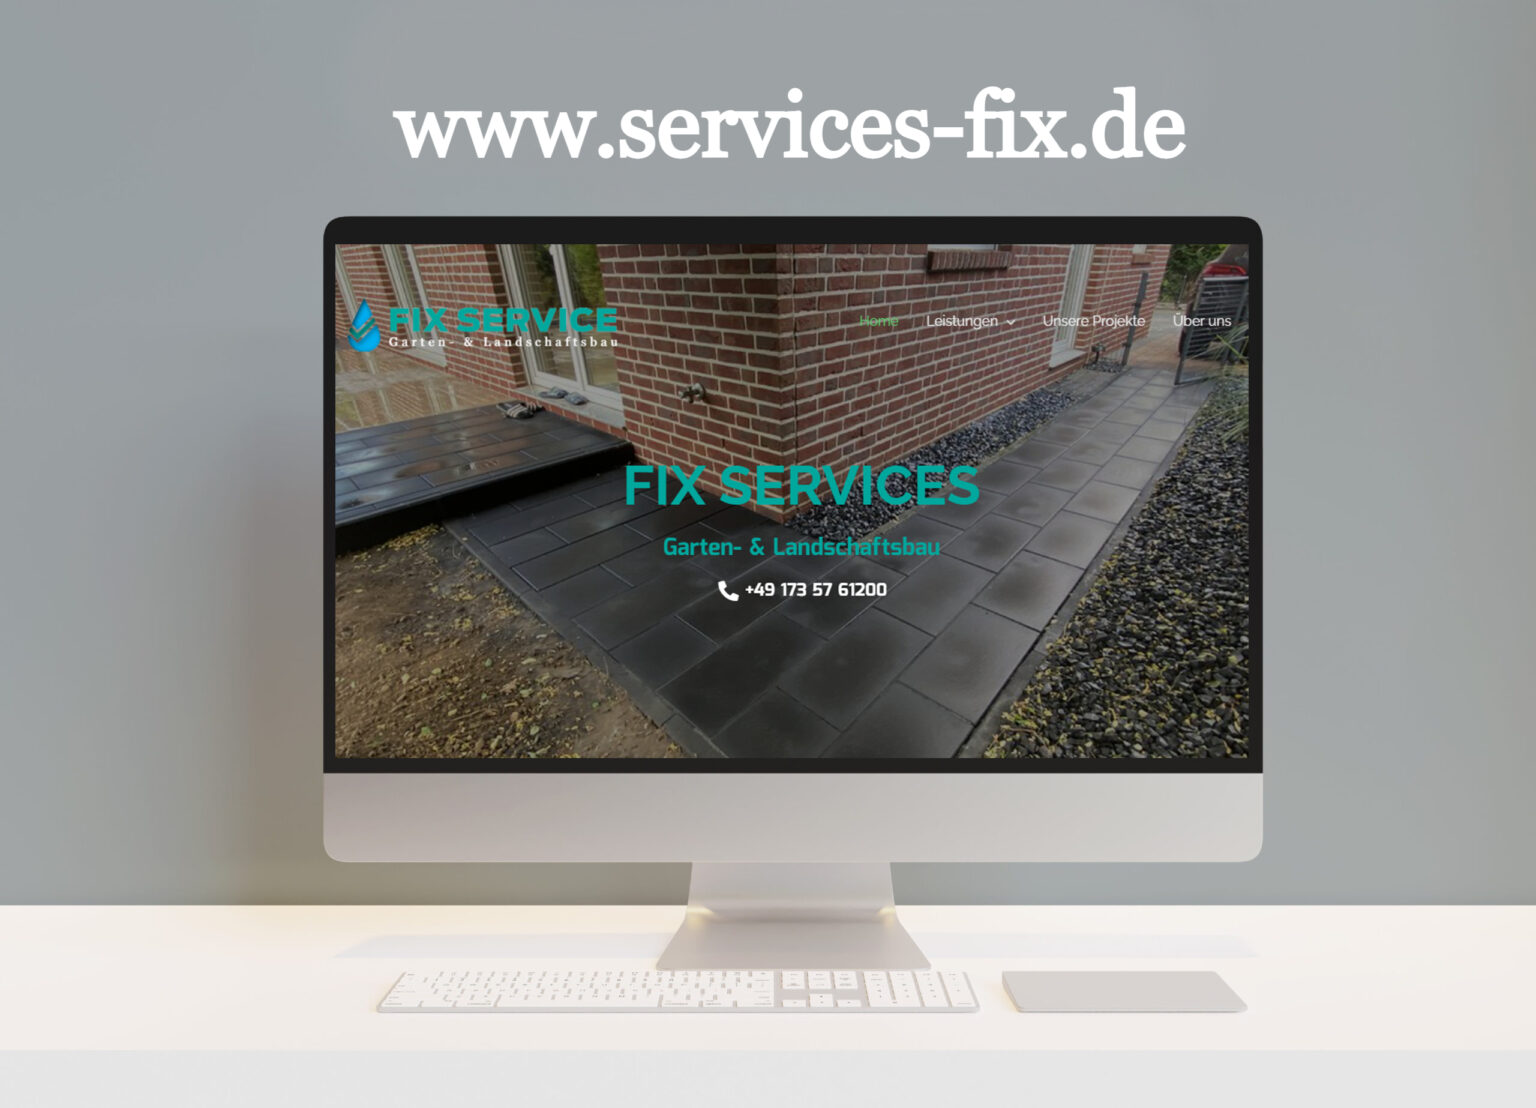 www.services-fix.de
FIX SERVICE
Garten- & Landschaftsbau
Home Leistungen Unsere Projekte Über uns
FIX SERVICES
Garten- & Landschaftsbau
+49 173 57 61200